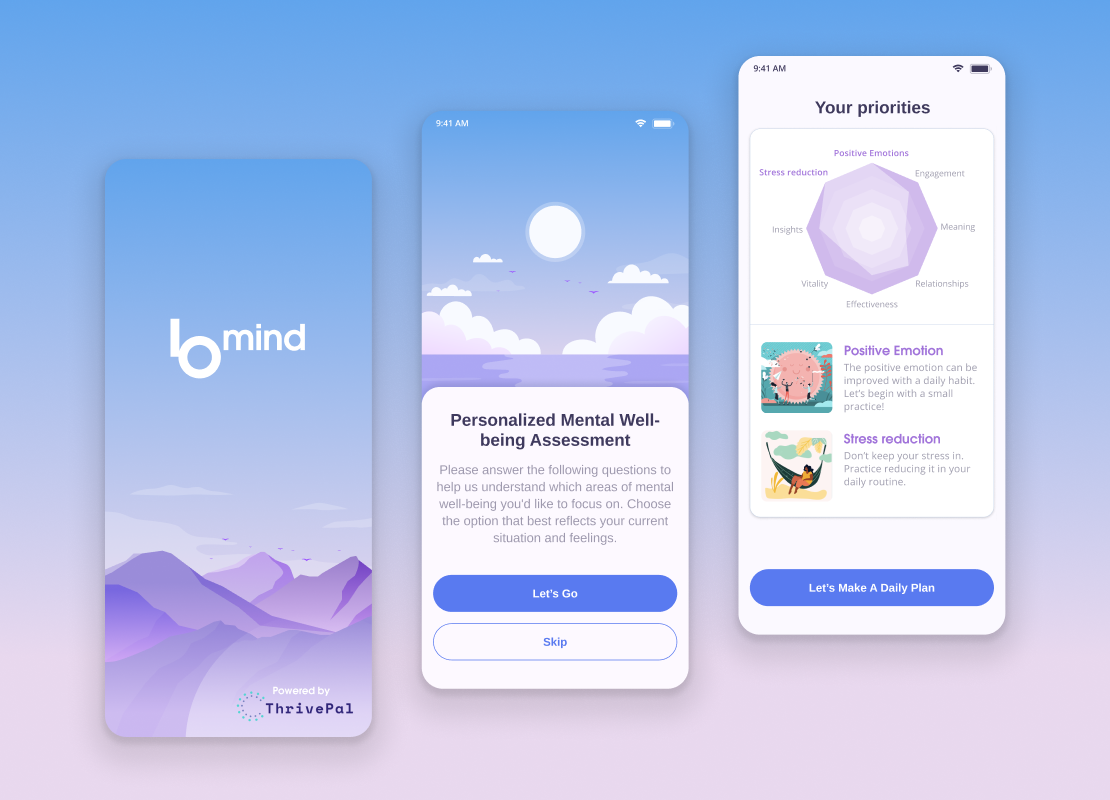 bmind
Powered by
ThrivePal
9:41 AM
Personalized Mental Well-
being Assessment
Please answer the following questions to
help us understand which areas of mental
well-being you'd like to focus on. Choose
the option that best reflects your current
situation and feelings.
Let's Go
Skip
9:41 AM
Your priorities
Positive Emotions
Stress reduction
Engagement
Insights
Meaning
Vitality
Relationships
Effectiveness
Positive Emotion
The positive emotion can be
improved with a daily habit.
Let's begin with a small
practice!
Stress reduction
Don't keep your stress in.
Practice reducing it in your
daily routine.
Let's Make A Daily Plan